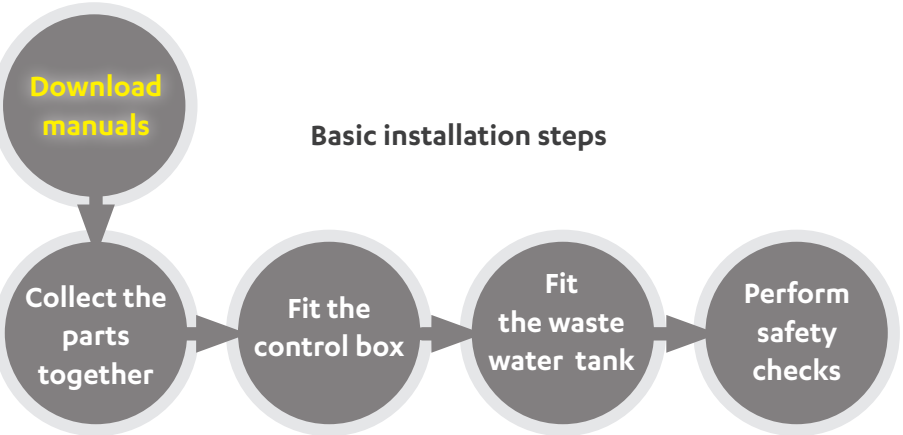 Download
manuals
Basic installation steps
Collect the
parts
together
Fit the
control box
Fit
the waste
water tank
Perform
safety
checks